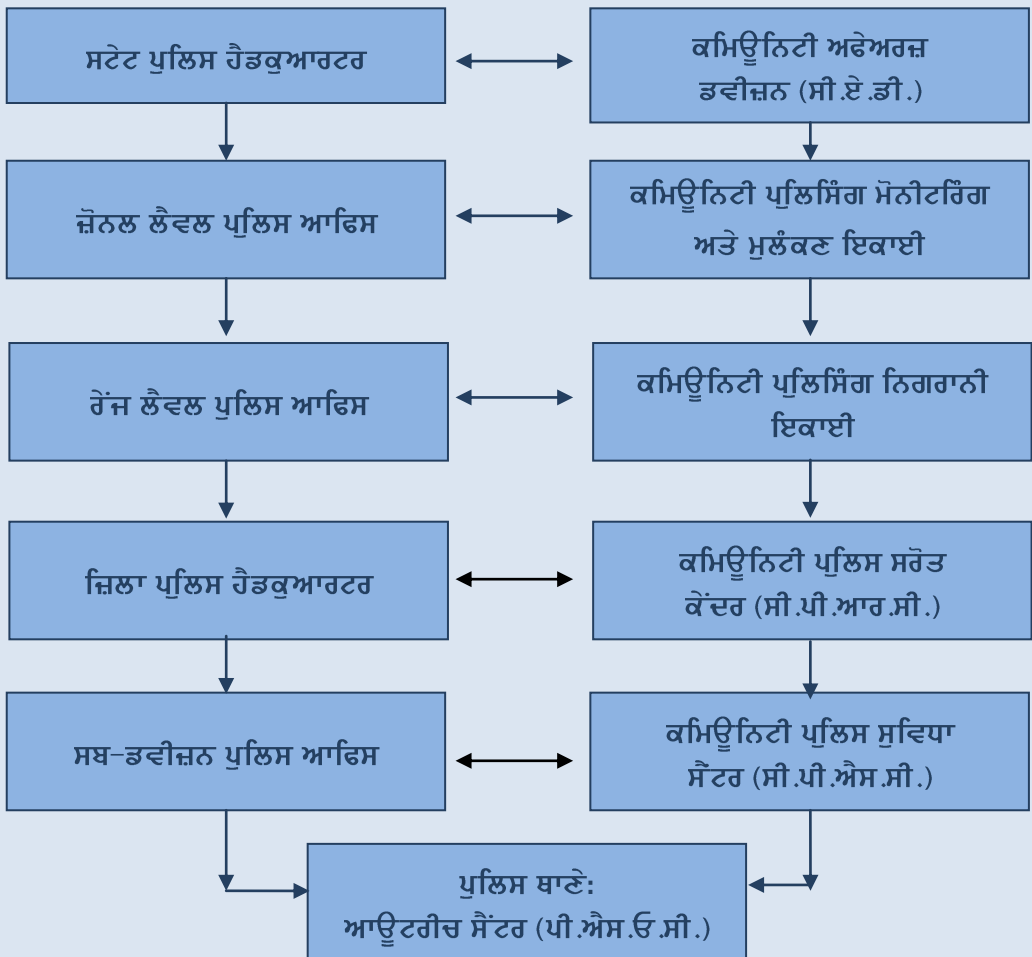 ਸਟੇਟ ਪੁਲਿਸ ਹੈਡਕੁਆਰਟਰ
ਕਮਿਊਨਿਟੀ ਅਫੇਅਰਜ਼
ਡਵੀਜ਼ਨ (ਸੀ.ਏ.ਡੀ.)
ਜ਼ੋਨਲ ਲੈਵਲ ਪੁਲਿਸ ਆਫਿਸ
ਕਮਿਊਨਿਟੀ ਪੁਲਿਸਿੰਗ ਮੋਨੀਟਰਿੰਗ
ਅਤੇ ਮੁਲੰਕਣ ਇਕਾਈ
ਰੇਂਜ ਲੈਵਲ ਪੁਲਿਸ ਆਫਿਸ
ਕਮਿਊਨਿਟੀ ਪੁਲਿਸਿੰਗ ਨਿਗਰਾਨੀ
ਇਕਾਈ
ਜ਼ਿਲਾ ਪੁਲਿਸ ਹੈਡਕੁਆਰਟਰ
ਕਮਿਊਨਿਟੀ ਪੁਲਿਸ ਸਰੋਤ
ਕੇਂਦਰ (ਸੀ.ਪੀ.ਆਰ.ਸੀ.)
ਸਬ-ਡਵੀਜ਼ਨ ਪੁਲਿਸ ਆਫਿਸ
ਕਮਿਊਨਿਟੀ ਪੁਲਿਸ ਸੁਵਿਧਾ
ਸੈਂਟਰ (ਸੀ.ਪੀ.ਐਸ.ਸੀ.)
ਪੁਲਿਸ ਥਾਣੇ:
ਆਊਟਰੀਚ ਸੈਂਟਰ (ਪੀ.ਐਸ.ਓ.ਸੀ.)